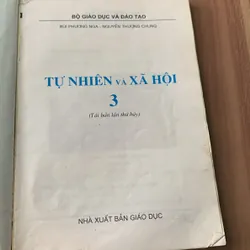 BỘ GIÁO DỤC VÀ ĐÀO TẠO
BÙI PHƯƠNG NGA - NGUYỄN THƯỢNG CHUNG
TỰ NHIÊN VÀ XÃ HỘI
3
(Tái bản lần thứ bảy)
NHÀ XUẤT BẢN GIÁO DỤC